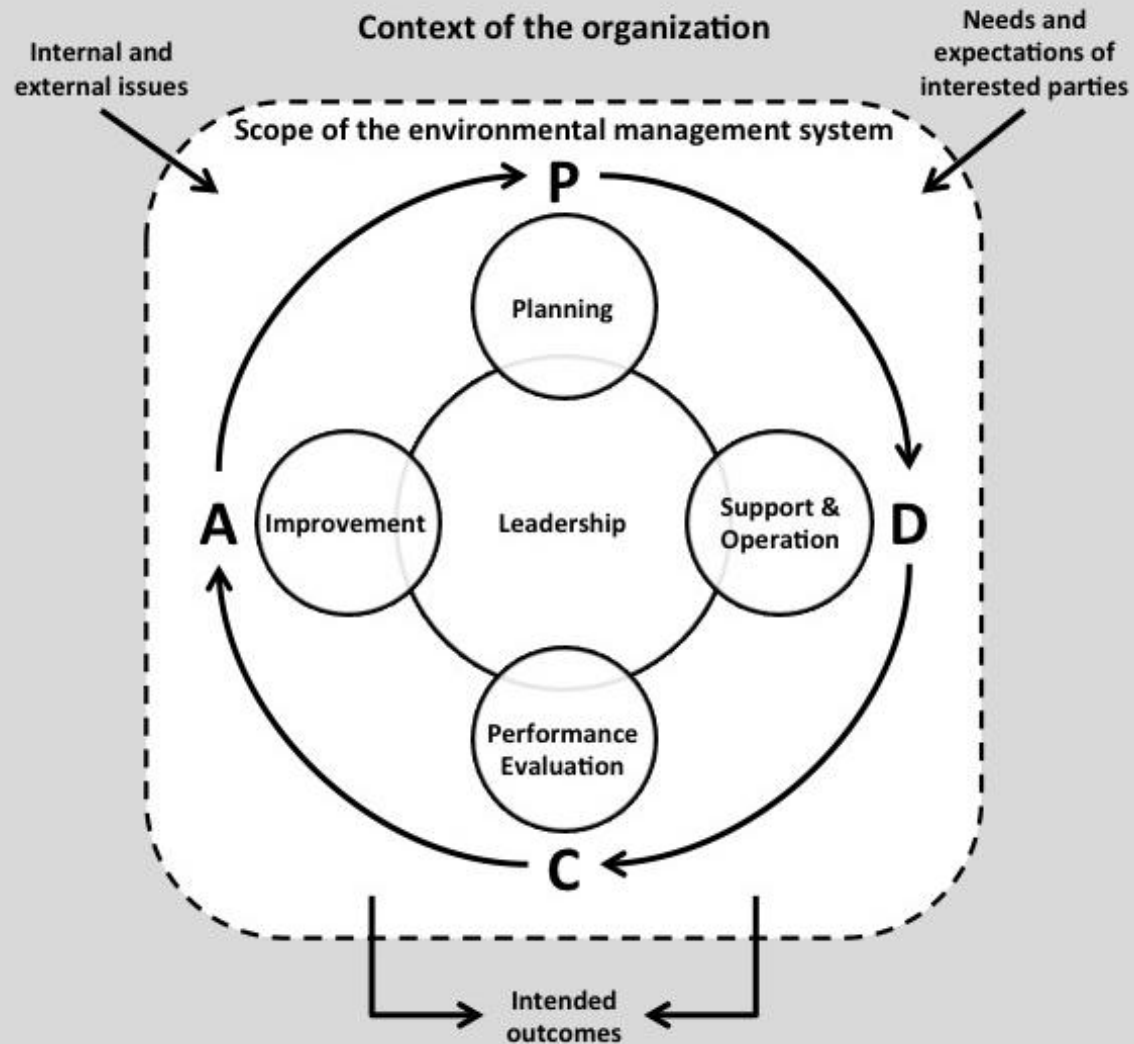 Context of the organization
Internal and
external issues
Needs and
expectations of
interested parties
Scope of the environmental management system
P
Planning
A
Improvement
Leadership
Support &
Operation
D
Performance
Evaluation
C
Intended
outcomes